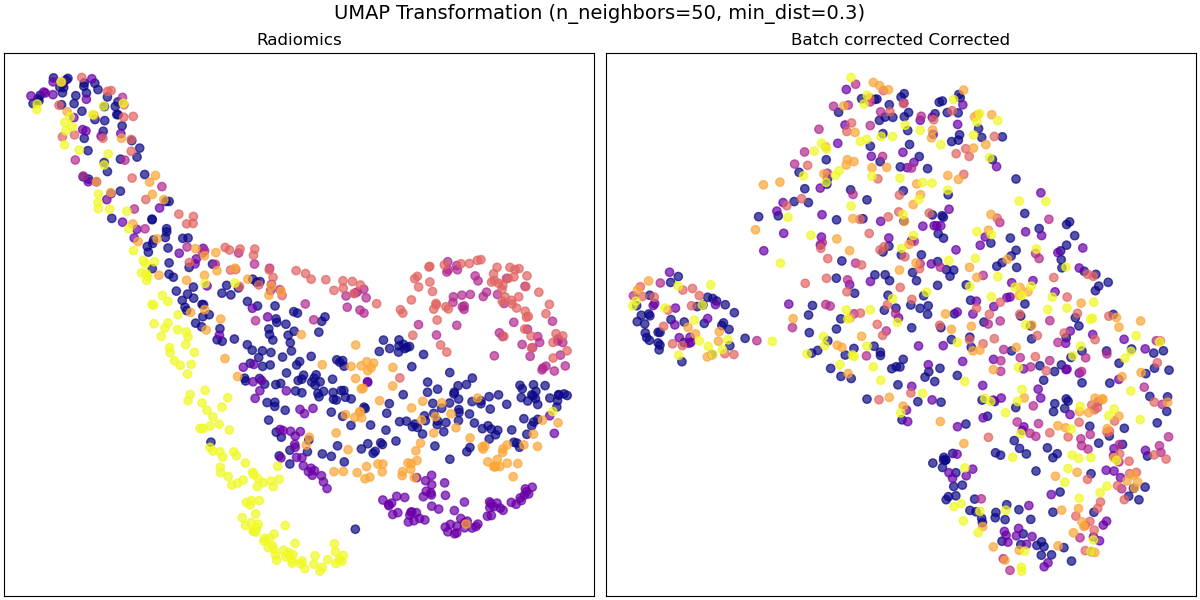 UMAP Transformation (n_neighbors=50, min_dist=0.3)
Radiomics
Batch corrected Corrected